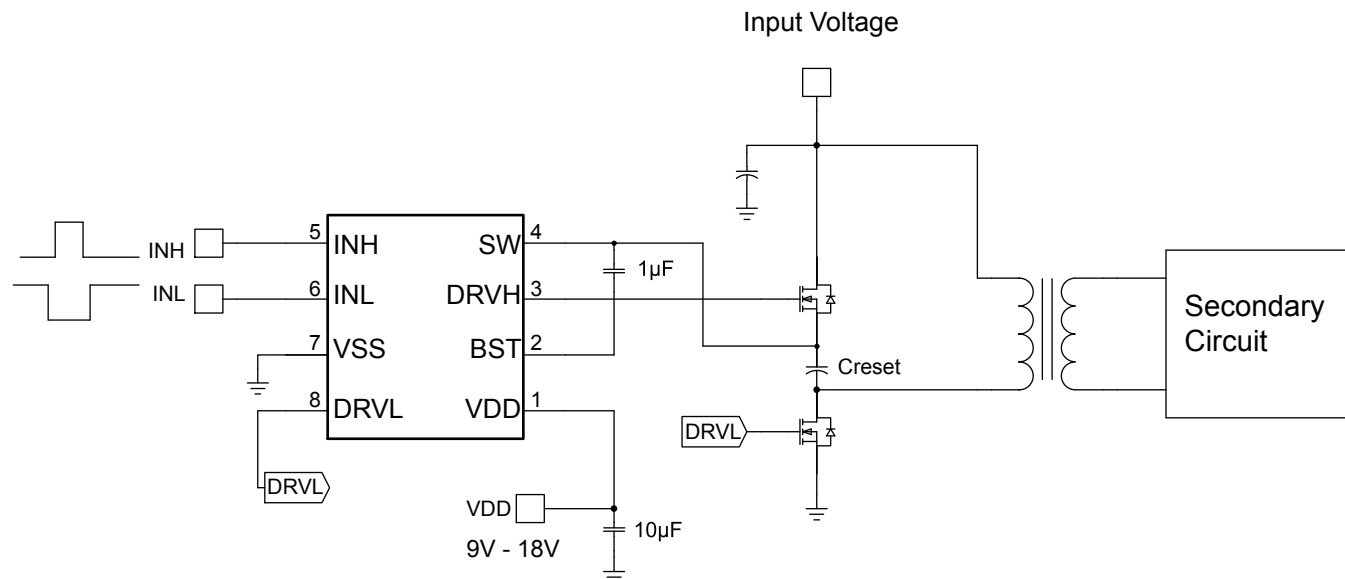 Input Voltage
INH
INL
5 INH
6 INL
7 VSS
8 DRVL
SW 4
DRVH 3
BST 2
VDD 1
1µF
Creset
DRVL
DRVL
VDD
9V - 18V
10µF
Secondary
Circuit